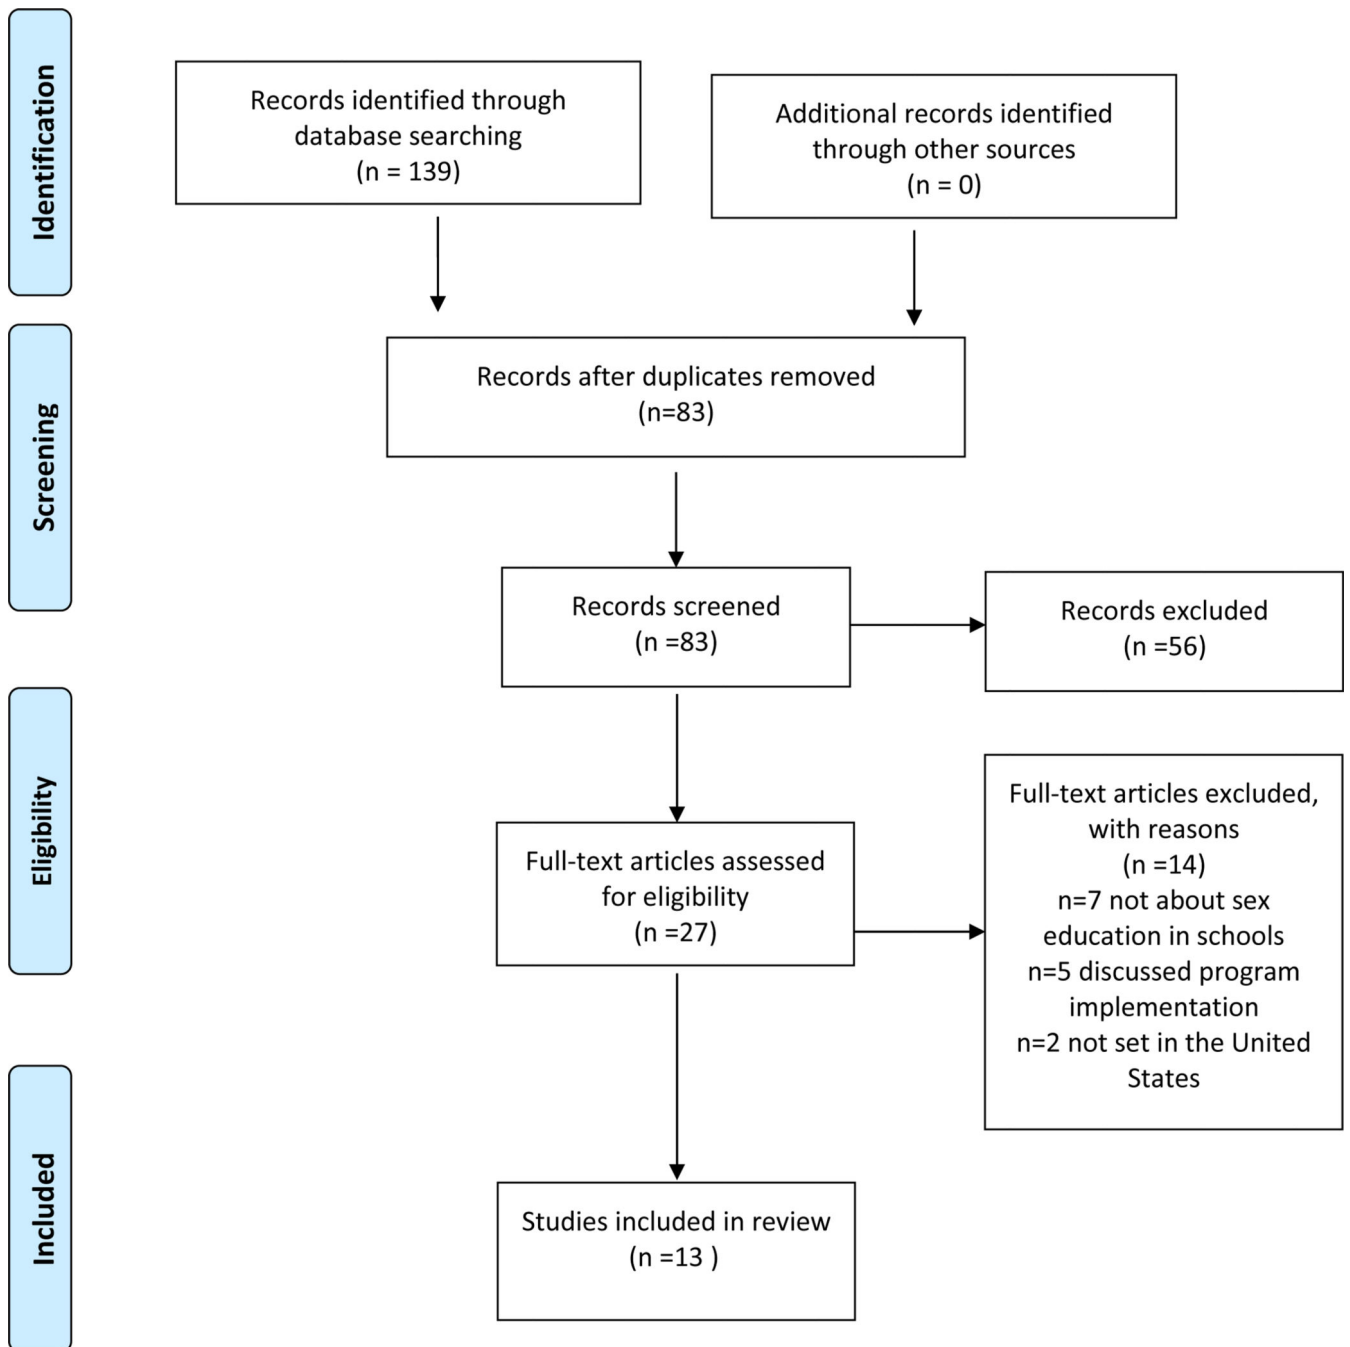 Identification
Records identified through
database searching
(n = 139)
Additional records identified
through other sources
(n = 0)
Screening
Records after duplicates removed
(n=83)
Records screened
(n =83)
Records excluded
(n =56)
Eligibility
Full-text articles assessed
for eligibility
(n =27)
Full-text articles excluded,
with reasons
(n =14)
n=7 not about sex
education in schools
n=5 discussed program
implementation
n=2 not set in the United
States
Included
Studies included in review
(n =13 )